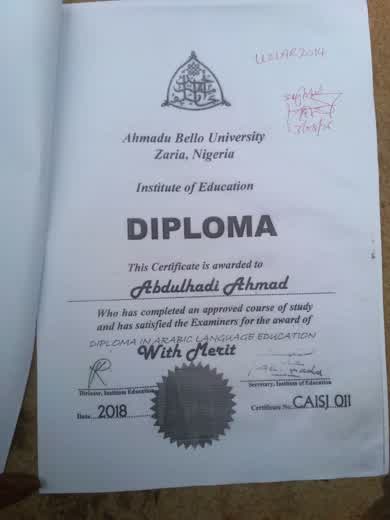 Ahmadu Bello University
Zaria, Nigeria
Institute of Education
DIPLOMA
This Certificate is awarded to
Abdulhadi Ahmad
Who has completed an approved course of study
and has satisfied the Examiners for the award of
DIPLOMA IN ARABIC LANGUAGE EDUCATION
With Merit
Director, Institute Education
Secretary, Institute of Education
Date 2018
Certificate No: CAISJ 011